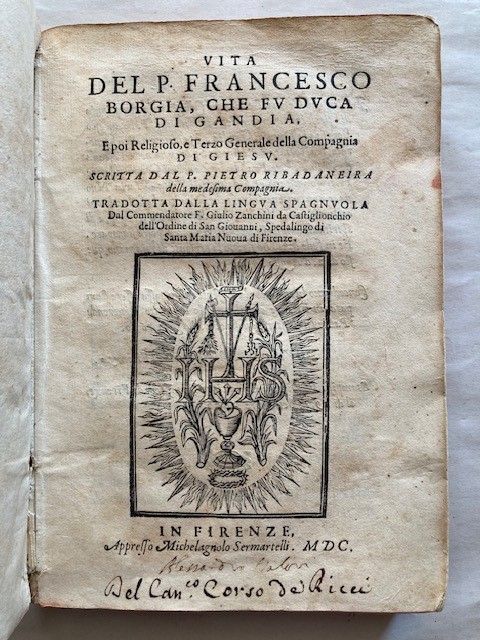 VITA
DEL P. FRANCESCO
BORGIA, CHE FV DVCA
DI GANDIA,
E poi Religioſo, e Terzo Generale della Compagnia
DI GIESV.
SCRITTA DAL P. PIETRO RIBADANEIRA
della medeſima Compagnia.
TRADOTTA DALLA LINGVA SPAGNVOLA
Dal Commendatore F. Giulio Zanchini da Caſtiglionchio
dell'Ordine di San Giouanni, Spedalingo di
Santa Maria Nuoua di Firenze.
IHS
IN FIRENZE,
Appreſſo Michelagnolo Sermartelli. MDC.
Del Can.co Corso de Ricci